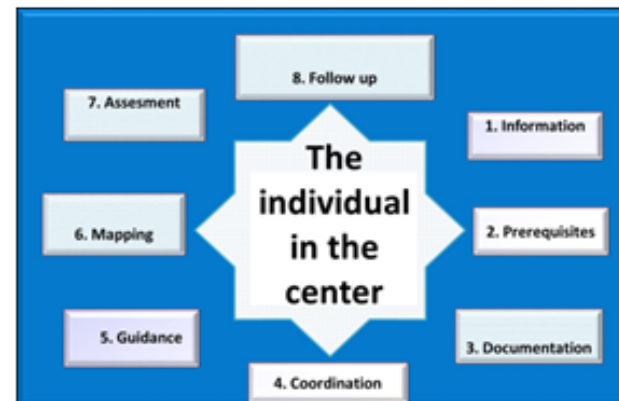 8. Follow up
7. Assesment
1. Information
The
individual
in the
center
6. Mapping
2. Prerequisites
5. Guidance
3. Documentation
4. Coordination